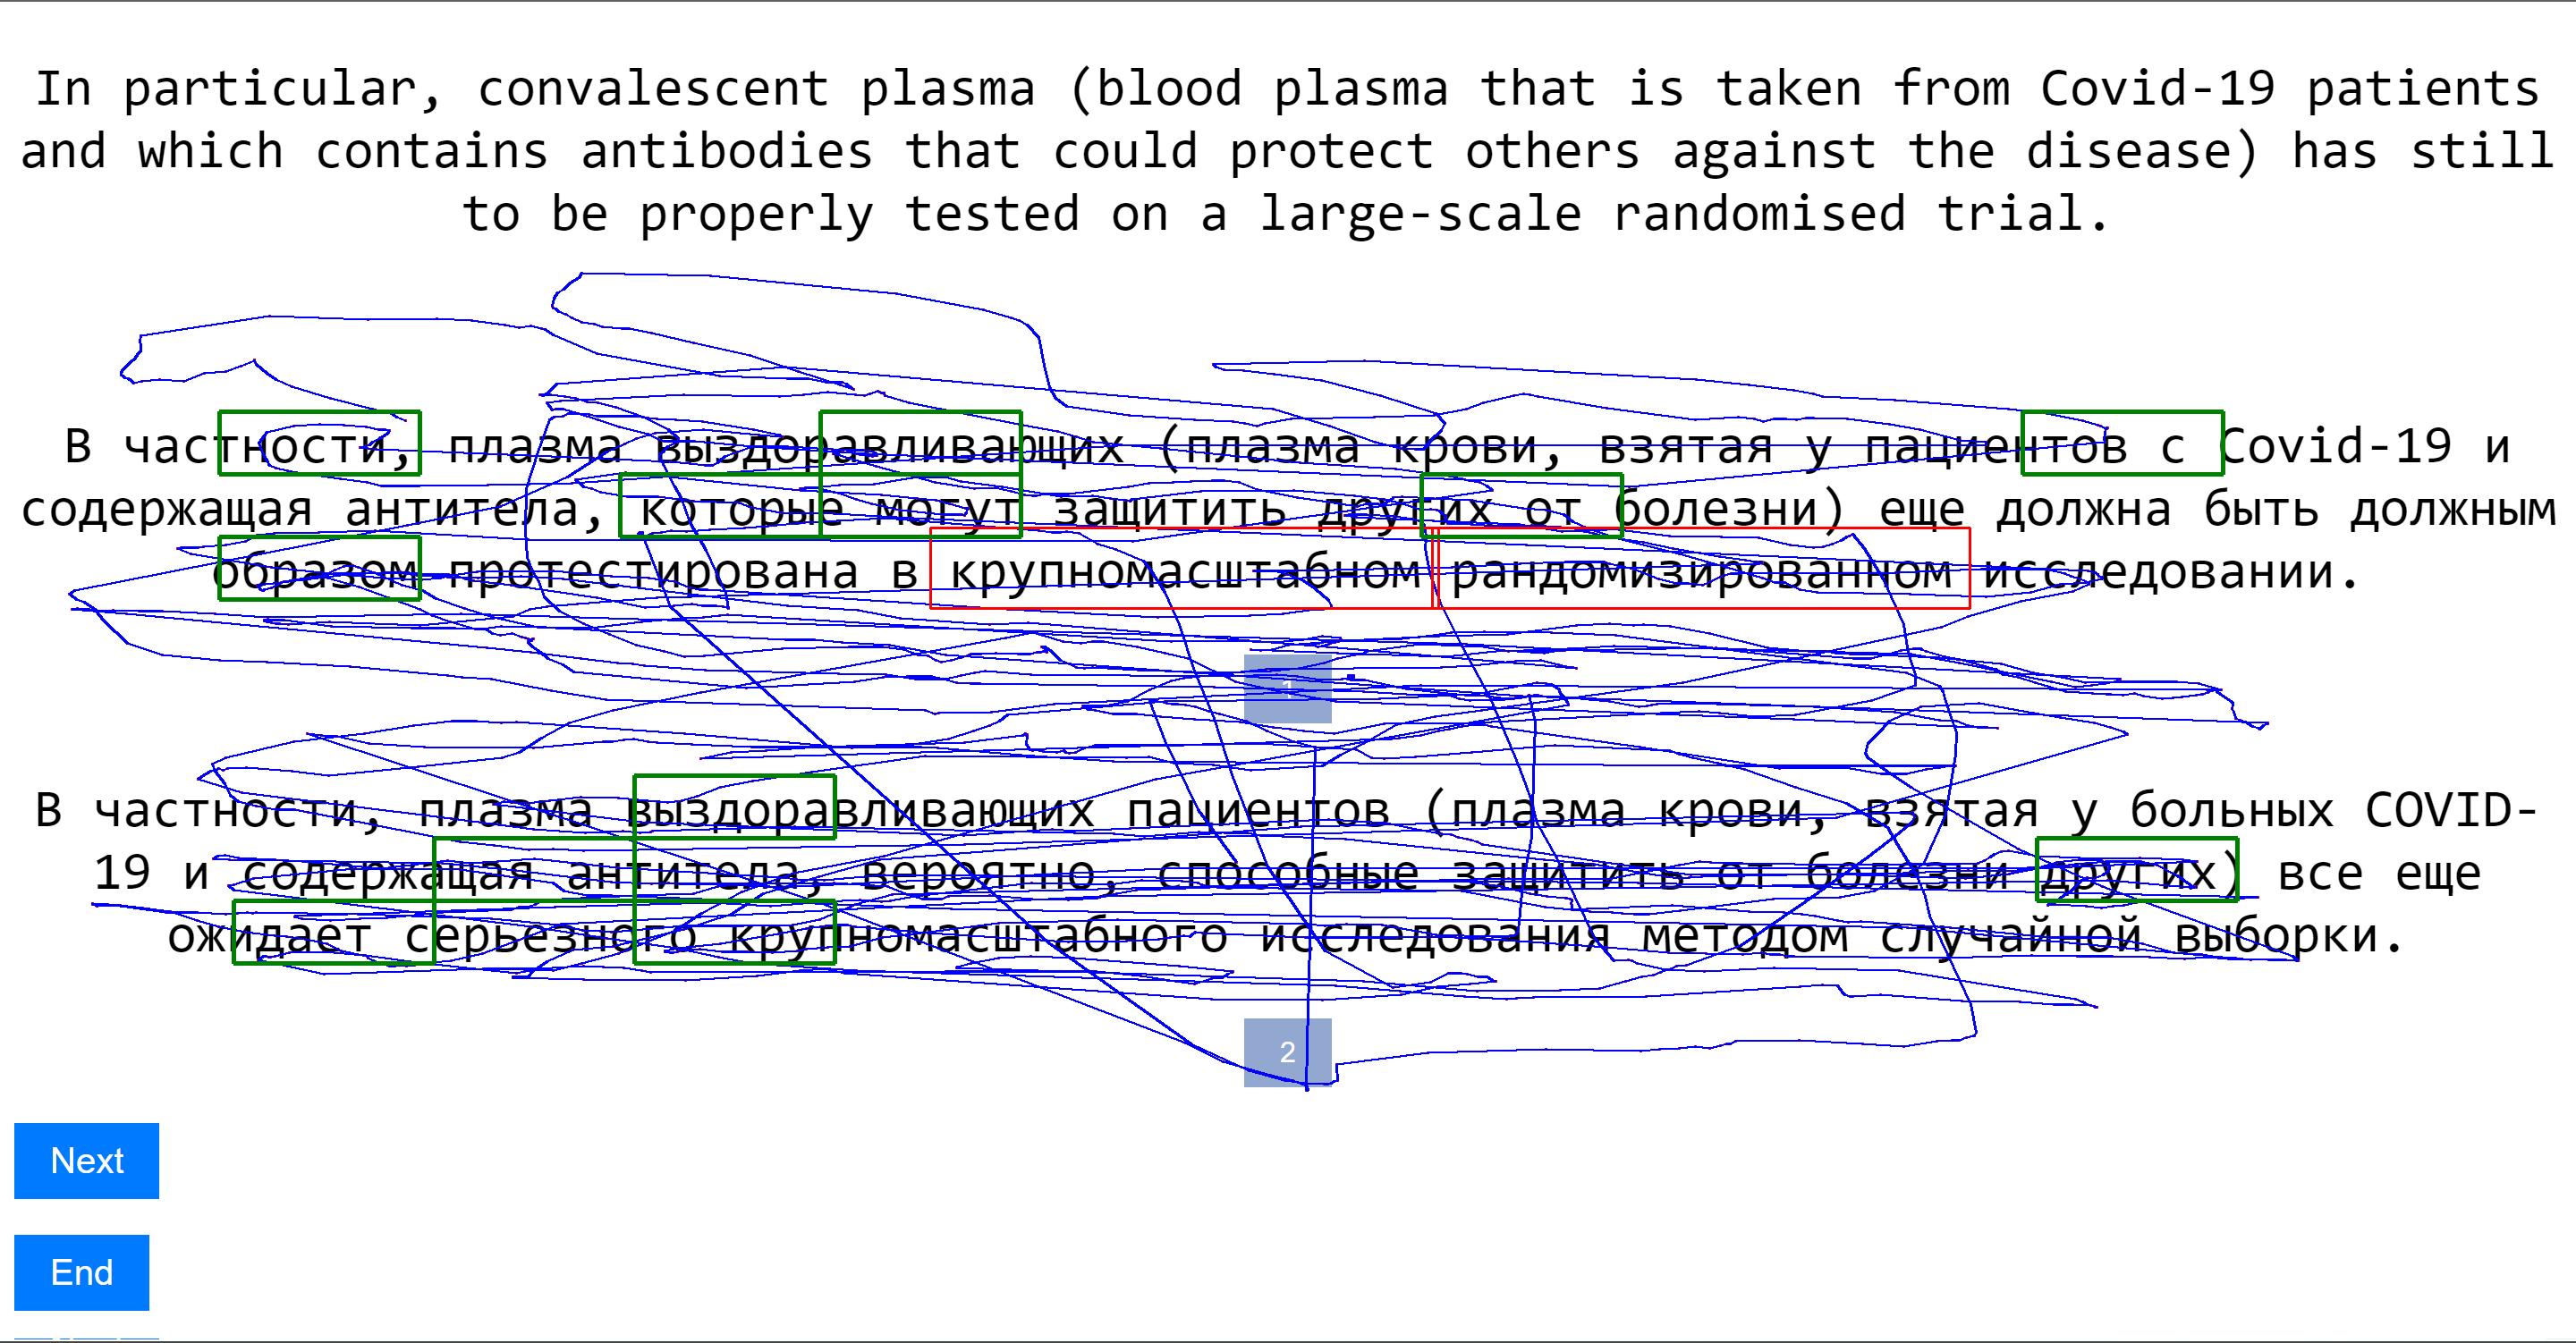 In particular, convalescent plasma (blood plasma that is taken from Covid-19 patients
and which contains antibodies that could protect others against the disease) has still
to be properly tested on a large-scale randomised trial.
В частности, плазма выздоравливающих (плазма крови, взятая у пациентов с Covid-19 и
содержащая антитела, которые могут защитить других от болезни) еще должна быть должным
образом протестирована в крупномасштабном рандомизированном исследовании.
1
В частности, плазма выздоравливающих пациентов (плазма крови, взятая у больных COVID-
19 и содержащая антитела, вероятно, способные защитить от болезни других) все еще
ожидает серьезного крупномасштабного исследования методом случайной выборки.
2
Next
End